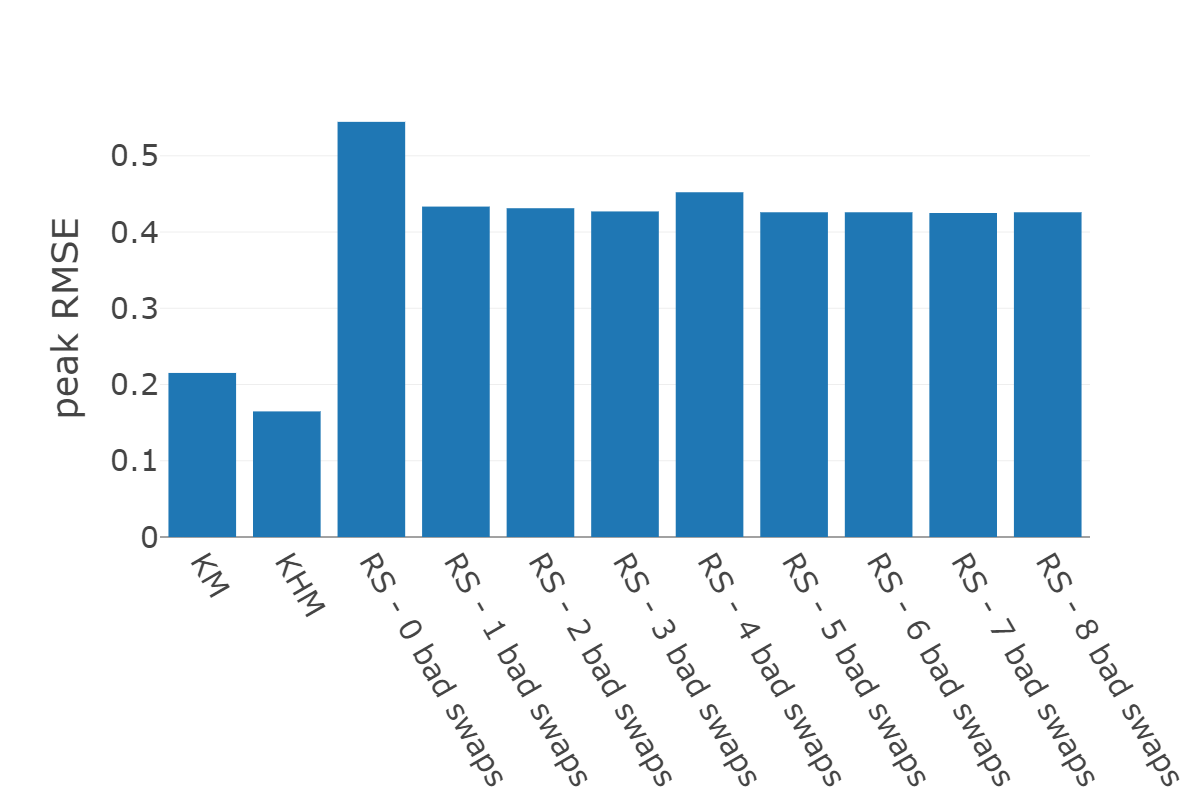 peak RMSE
0.5
0.4
0.3
0.2
0.1
0
KM
KHM
RS - 0 bad swaps
RS - 1 bad swaps
RS - 2 bad swaps
RS - 3 bad swaps
RS - 4 bad swaps
RS - 5 bad swaps
RS - 6 bad swaps
RS - 7 bad swaps
RS - 8 bad swaps